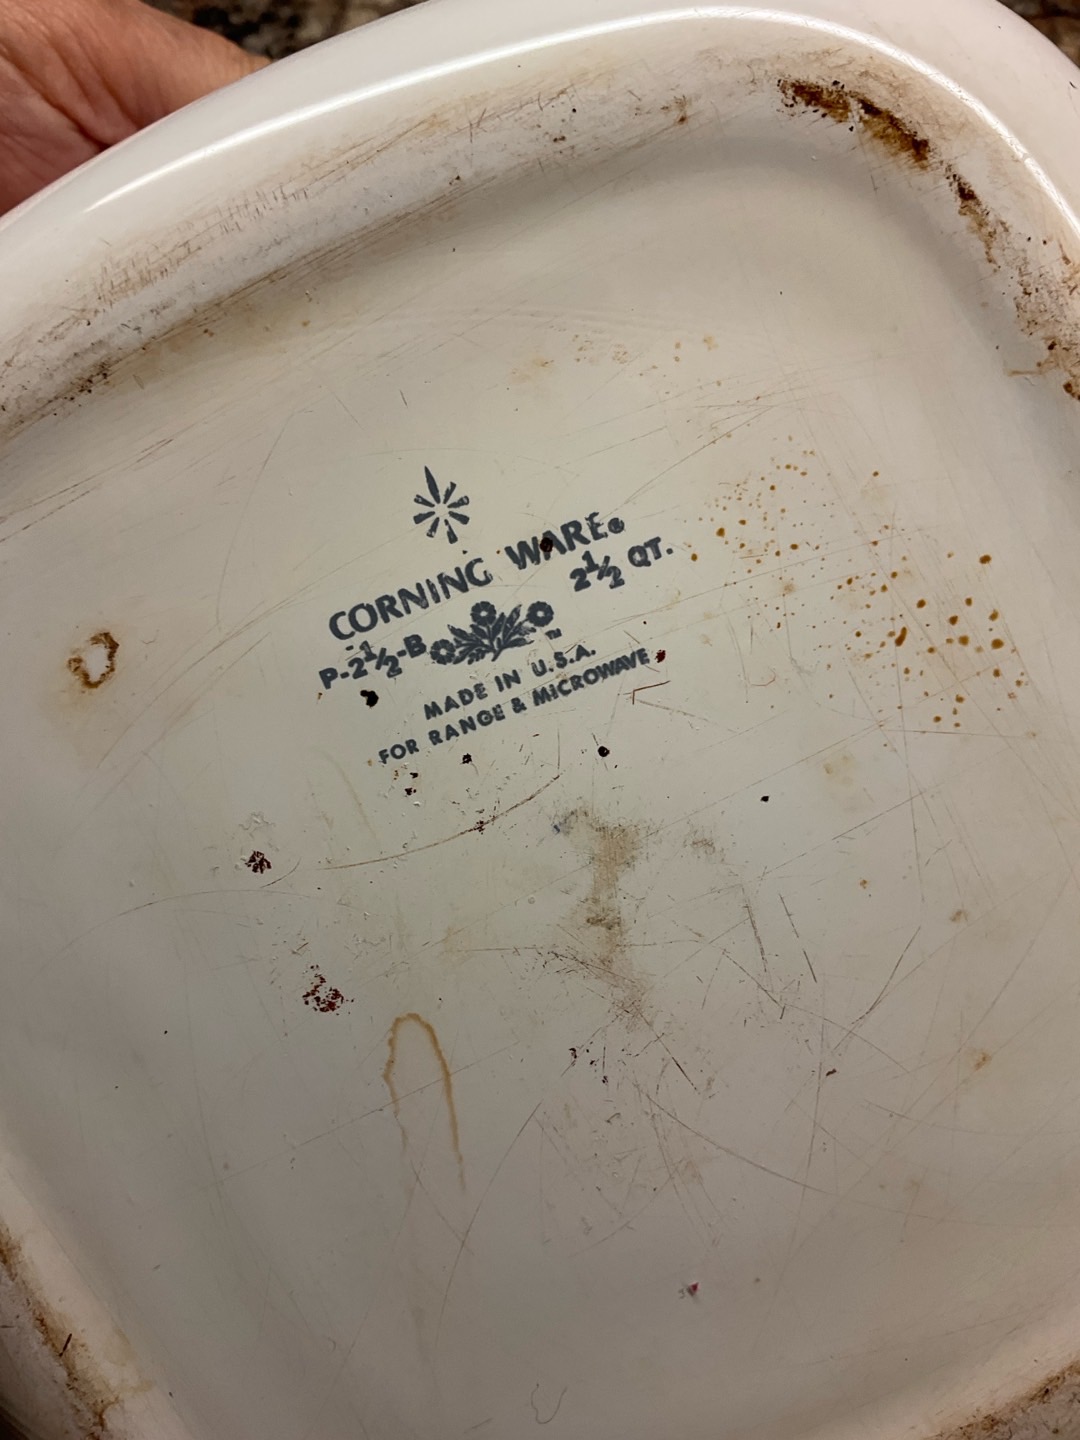 CORNING WARE®
2½ QT.
P-2½-B
TM
MADE IN U.S.A.
FOR RANGE & MICROWAVE